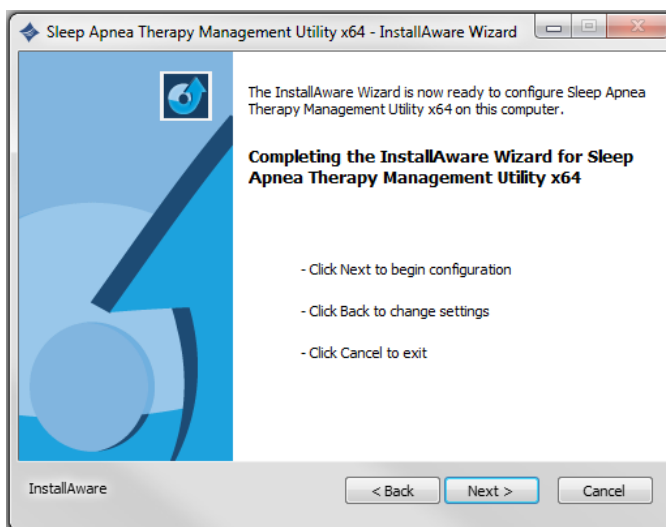 Sleep Apnea Therapy Management Utility x64 - InstallAware Wizard
The InstallAware Wizard is now ready to configure Sleep Apnea
Therapy Management Utility x64 on this computer.
Completing the InstallAware Wizard for Sleep
Apnea Therapy Management Utility x64
- Click Next to begin configuration
- Click Back to change settings
- Click Cancel to exit
InstallAware
< Back
Next >
Cancel